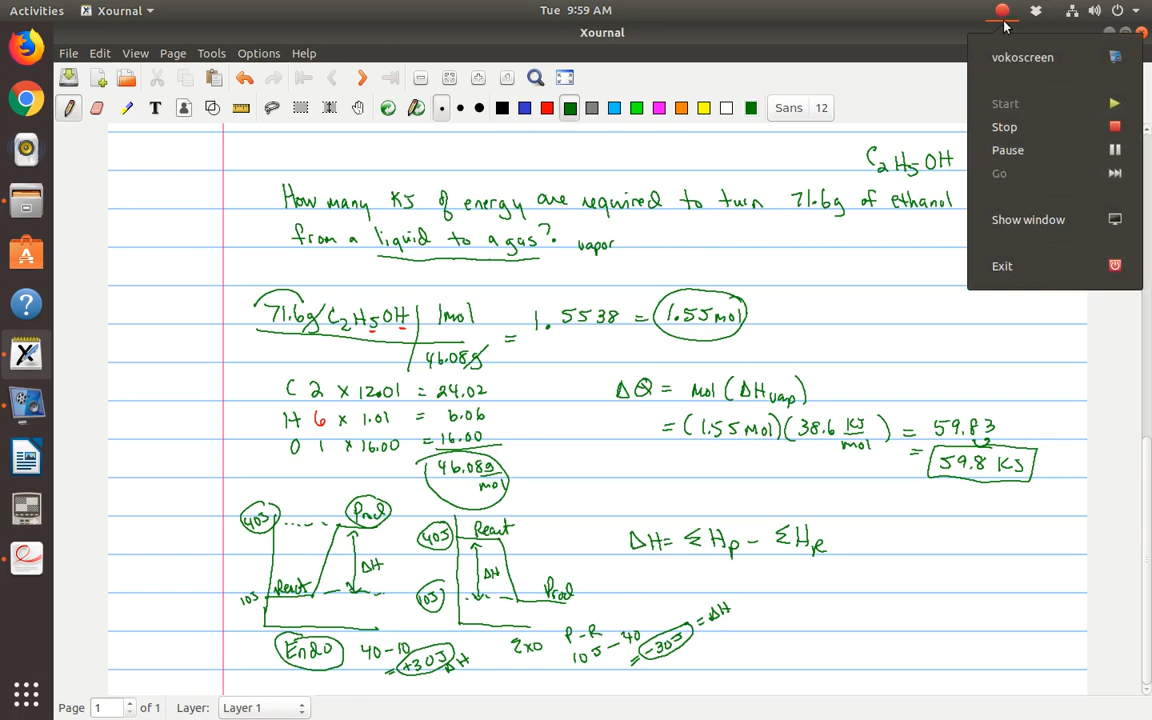 Activities Xournal Tue 9:59 AM
Xournal
File Edit View Page Tools Options Help
vokoscreen
Start
Stop
Pause
Go
Show window
Exit
T Sans 12
C2H5OH
How many KJ of energy are required to turn 71.6g of ethanol
from a liquid to a gas? vapor
71.6g C2H5OH | 1mol = 1.5538 = 1.55mol
46.08g
C 2 x 12.01 = 24.02
H 6 x 1.01 = 6.06
O 1 x 16.00 = 16.00
46.08g/mol
ΔQ = mol (ΔHvap)
= (1.55mol)(38.6 KJ/mol) = 59.83
= 59.8 KJ
40J Prod
ΔH
10J React
Endo 40-10
= +30J ΔH
40J React
ΔH
10J Prod
Exo P-R
10J - 40
= -30J = ΔH
ΔH = ΣHp - ΣHR
Page 1 of 1 Layer: Layer 1